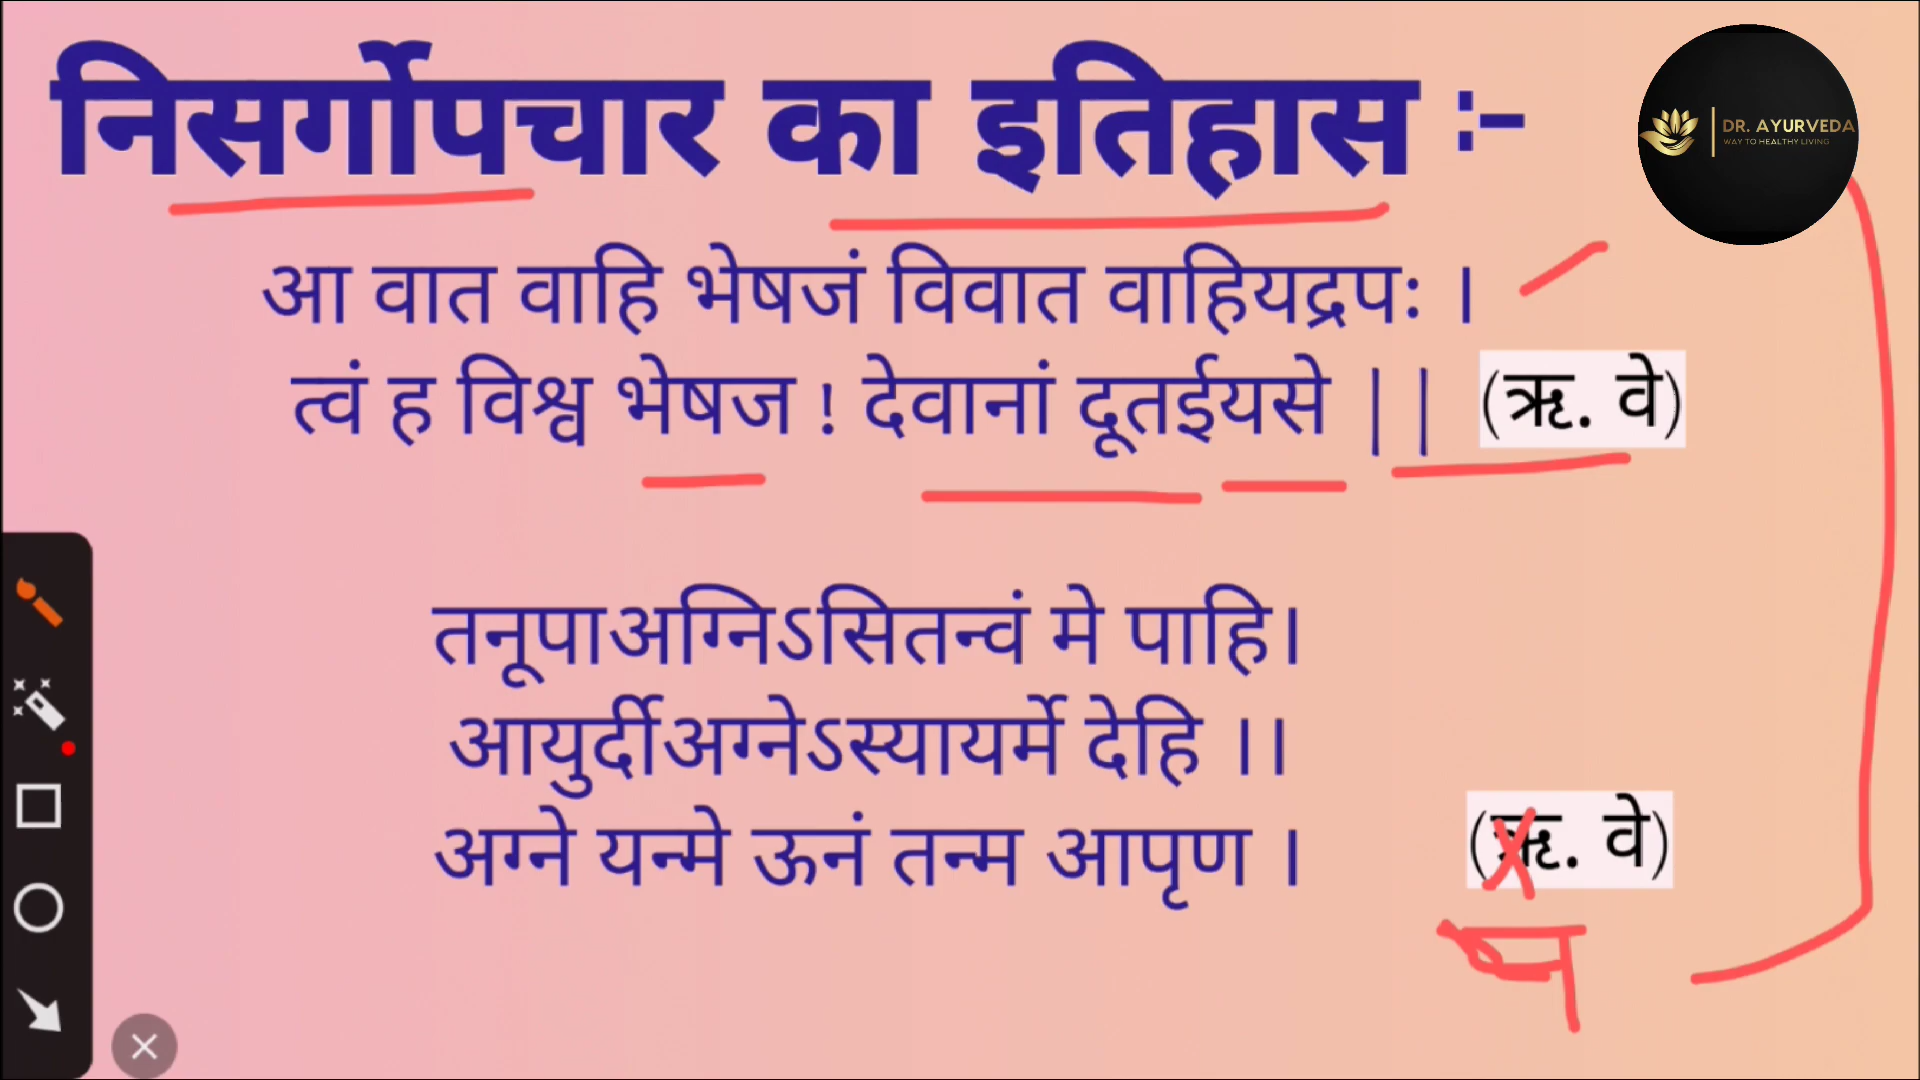 निसर्गोपचार का इतिहास :-
DR. AYURVEDA
WAY TO HEALTHY LIVING
आ वात वाहि भेषजं विवात वाहियद्रपः ।
त्वं ह विश्व भेषज ! देवानां दूतईयसे || (ऋ. वे)
तनूपाअग्निऽसितन्वं मे पाहि।
आयुर्दीअग्नेऽस्यायर्मे देहि ।।
अग्ने यन्मे ऊनं तन्म आपृण । (ऋ. वे)
य